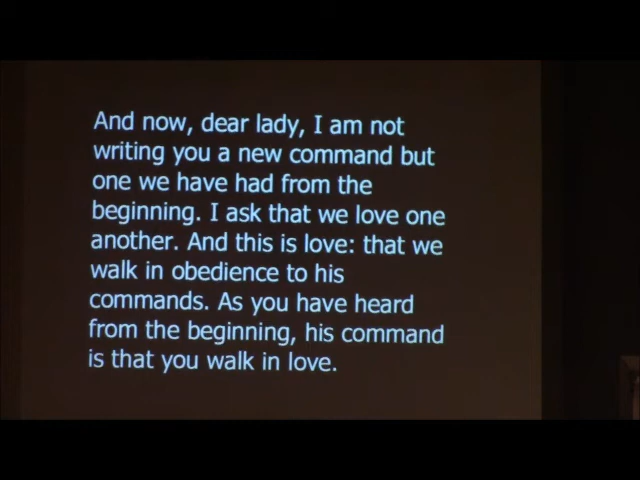 And now, dear lady, I am not
writing you a new command but
one we have had from the
beginning. I ask that we love one
another. And this is love: that we
walk in obedience to his
commands. As you have heard
from the beginning, his command
is that you walk in love.